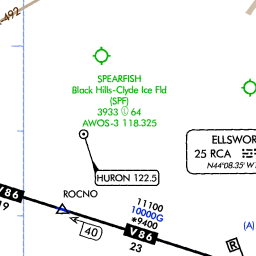 492
SPEARFISH
Black Hills-Clyde Ice Fld
(SPF)
3933 Ⓛ 64
AWOS-3 118.325
ELLSWOR
25 RCA
N44°08.35' W1
HURON 122.5
ROCNO
V86
19
40
11100
10000G
*9400
V86
23
(A)
R